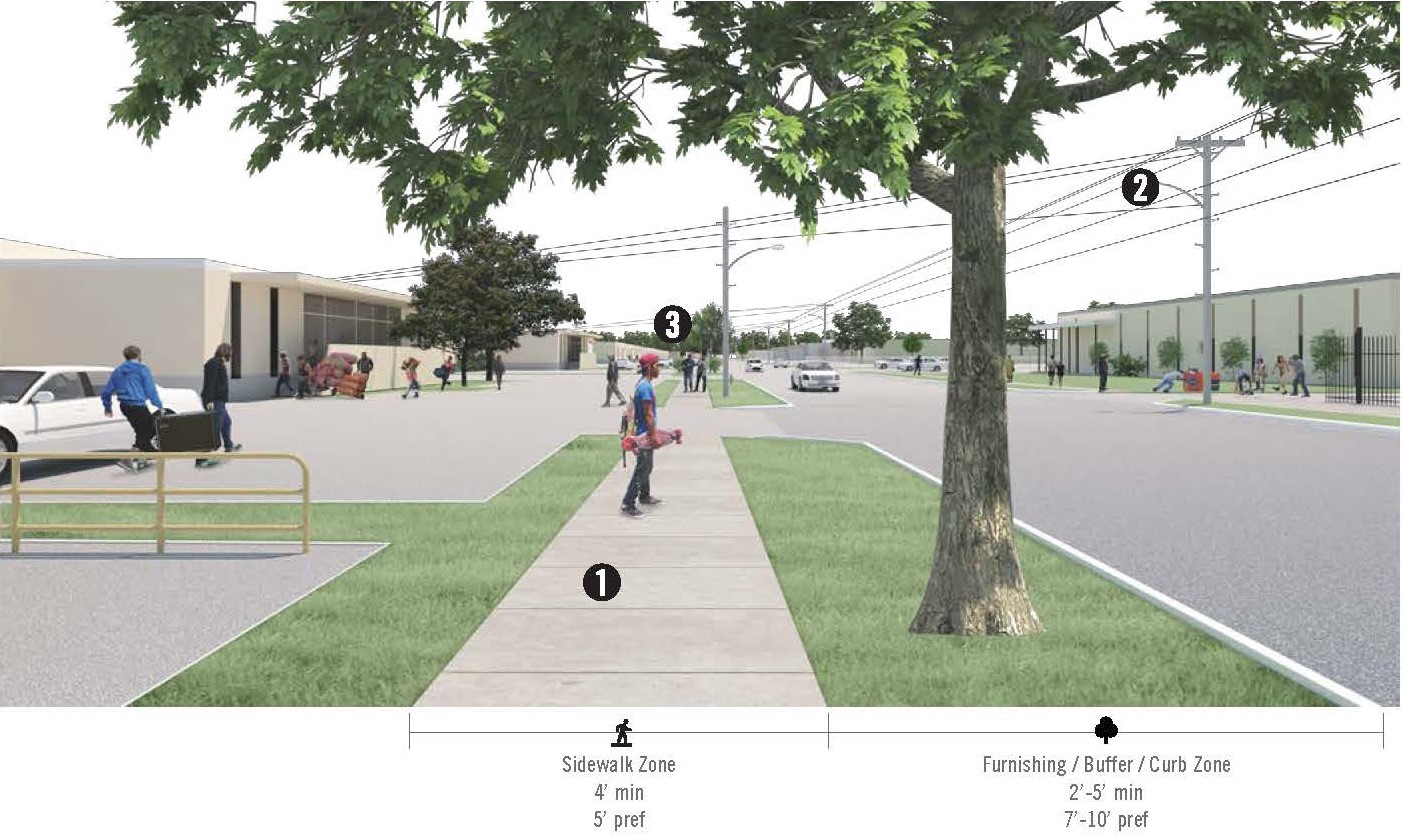 2
3
1
Sidewalk Zone
4' min
5' pref
Furnishing / Buffer / Curb Zone
2'-5' min
7'-10' pref